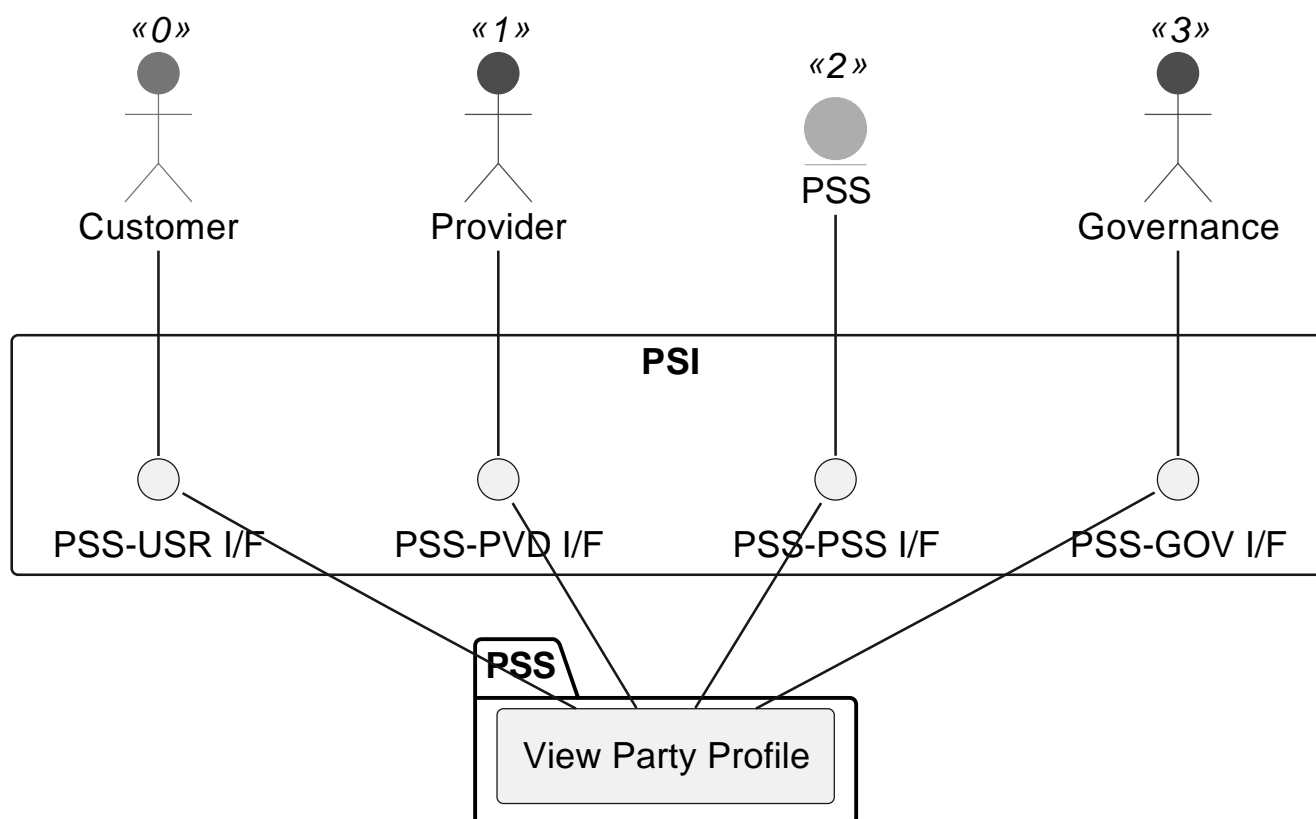 «0»
«1»
«2»
«3»
Customer
Provider
PSS
Governance
PSI
PSS-USR I/F
PSS-PVD I/F
PSS-PSS I/F
PSS-GOV I/F
PSS
View Party Profile